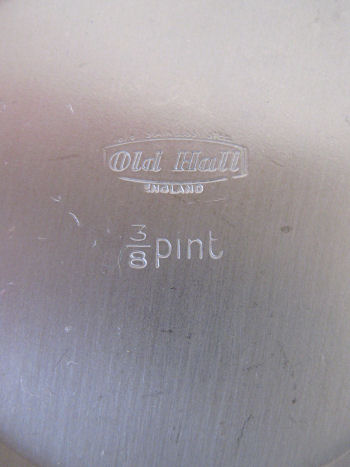 Old Hall
ENGLAND
3/8 pint